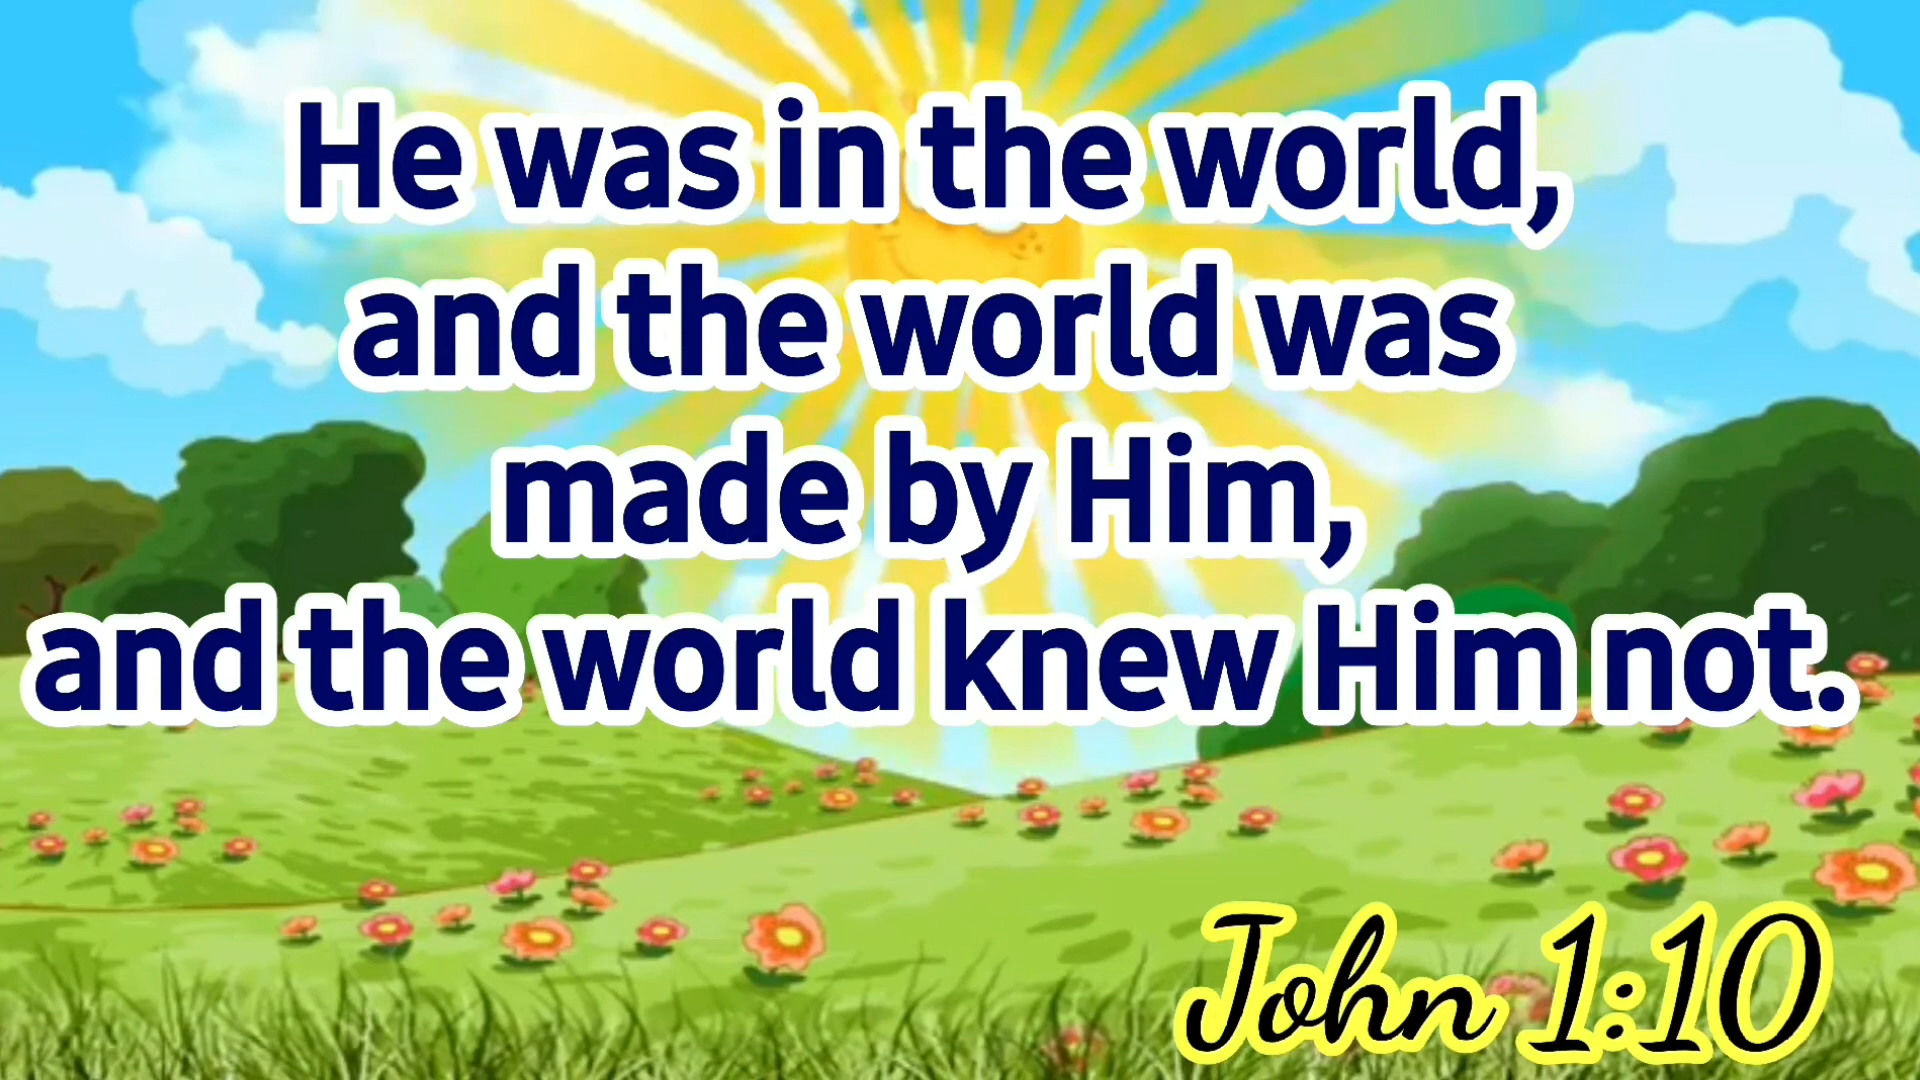 He was in the world,
and the world was
made by Him,
and the world knew Him not.
John 1:10